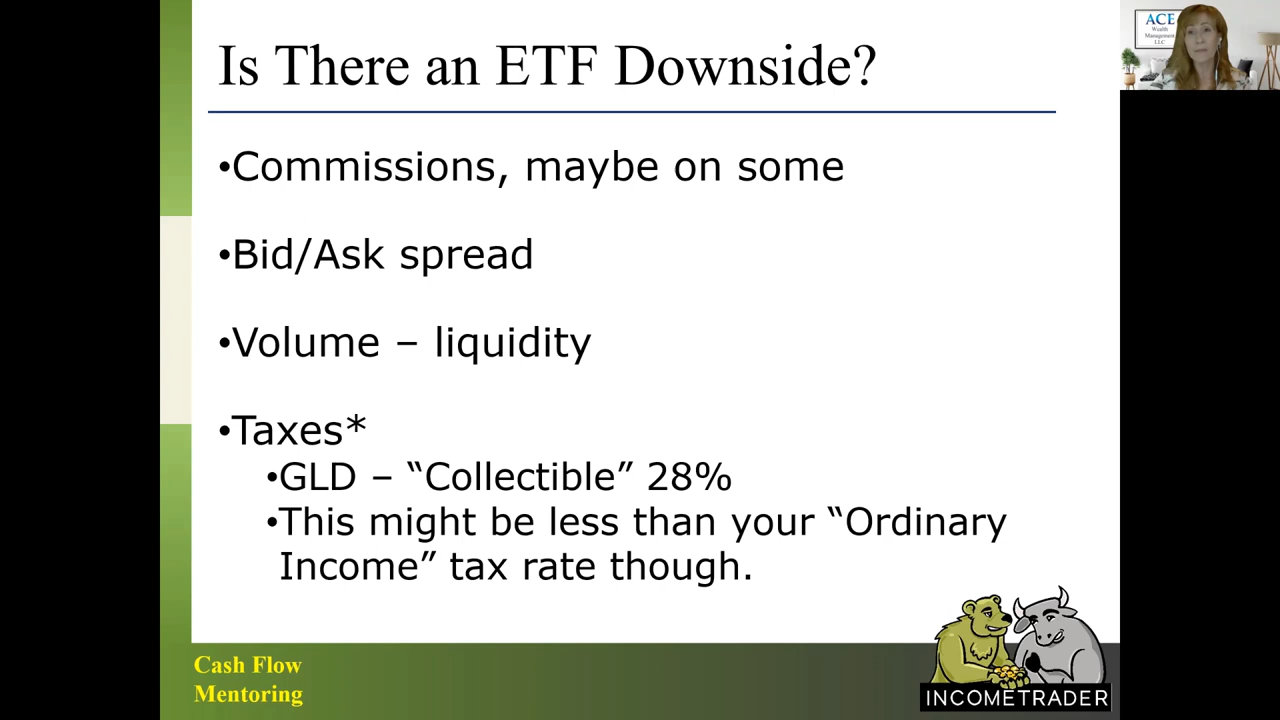 Is There an ETF Downside?
•Commissions, maybe on some
•Bid/Ask spread
•Volume – liquidity
•Taxes*
•GLD – “Collectible” 28%
•This might be less than your “Ordinary
Income” tax rate though.
Cash Flow
Mentoring
INCOMETRADER
ACE
Wealth
Management
LLC